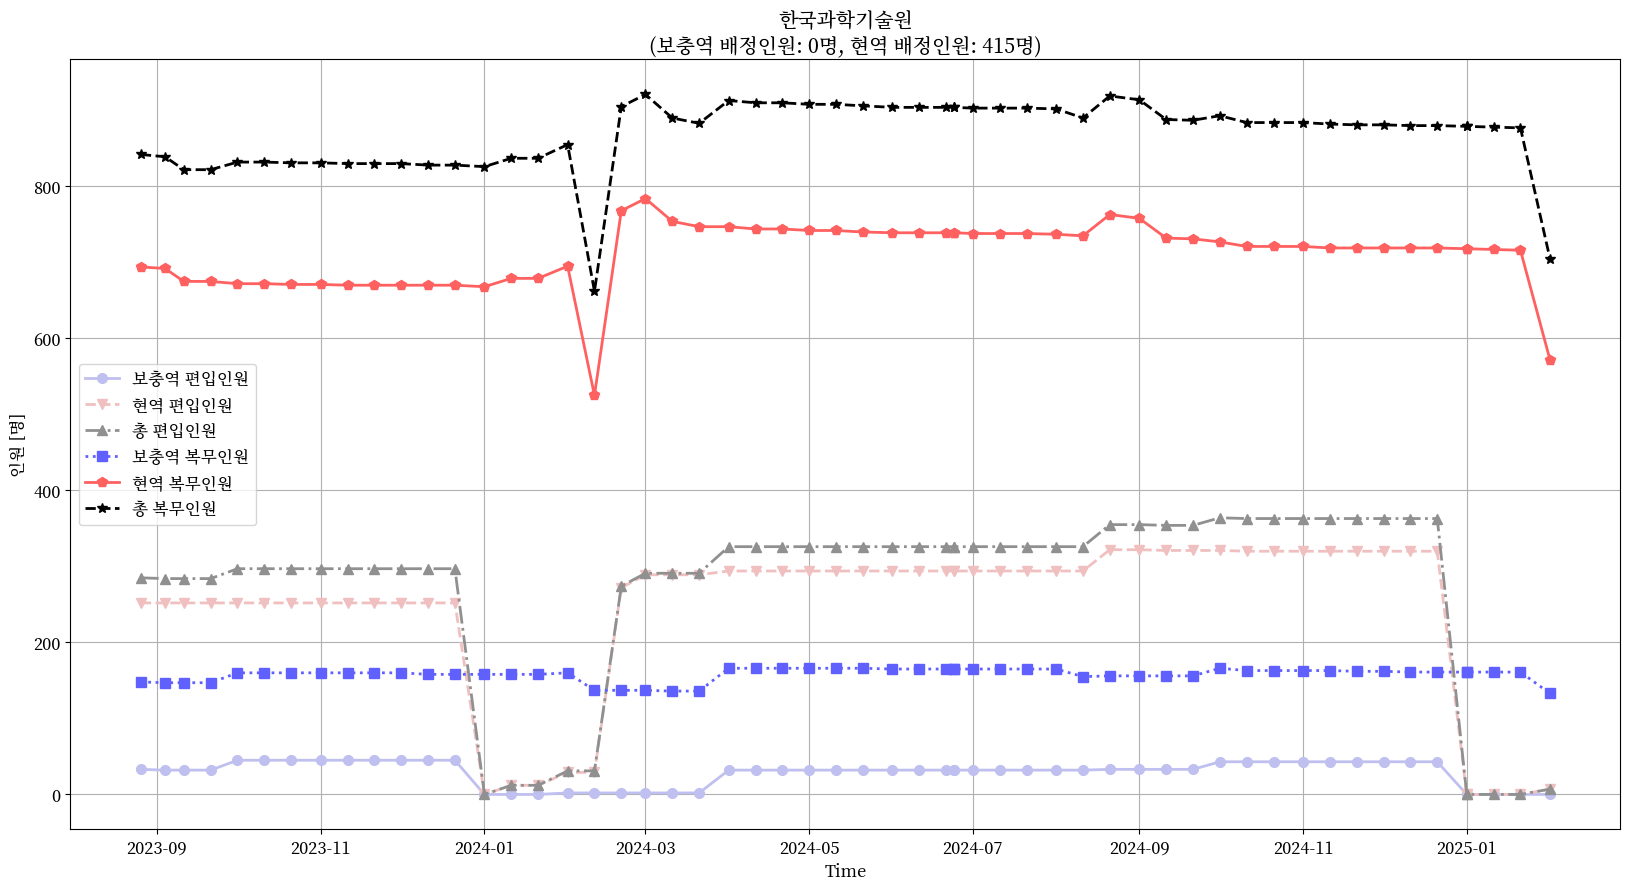 한국과학기술원
(보충역 배정인원: 0명, 현역 배정인원: 415명)
800
600
400
200
0
인원 [명]
보충역 편입인원
현역 편입인원
총 편입인원
보충역 복무인원
현역 복무인원
총 복무인원
2023-09
2023-11
2024-01
2024-03
2024-05
2024-07
2024-09
2024-11
2025-01
Time